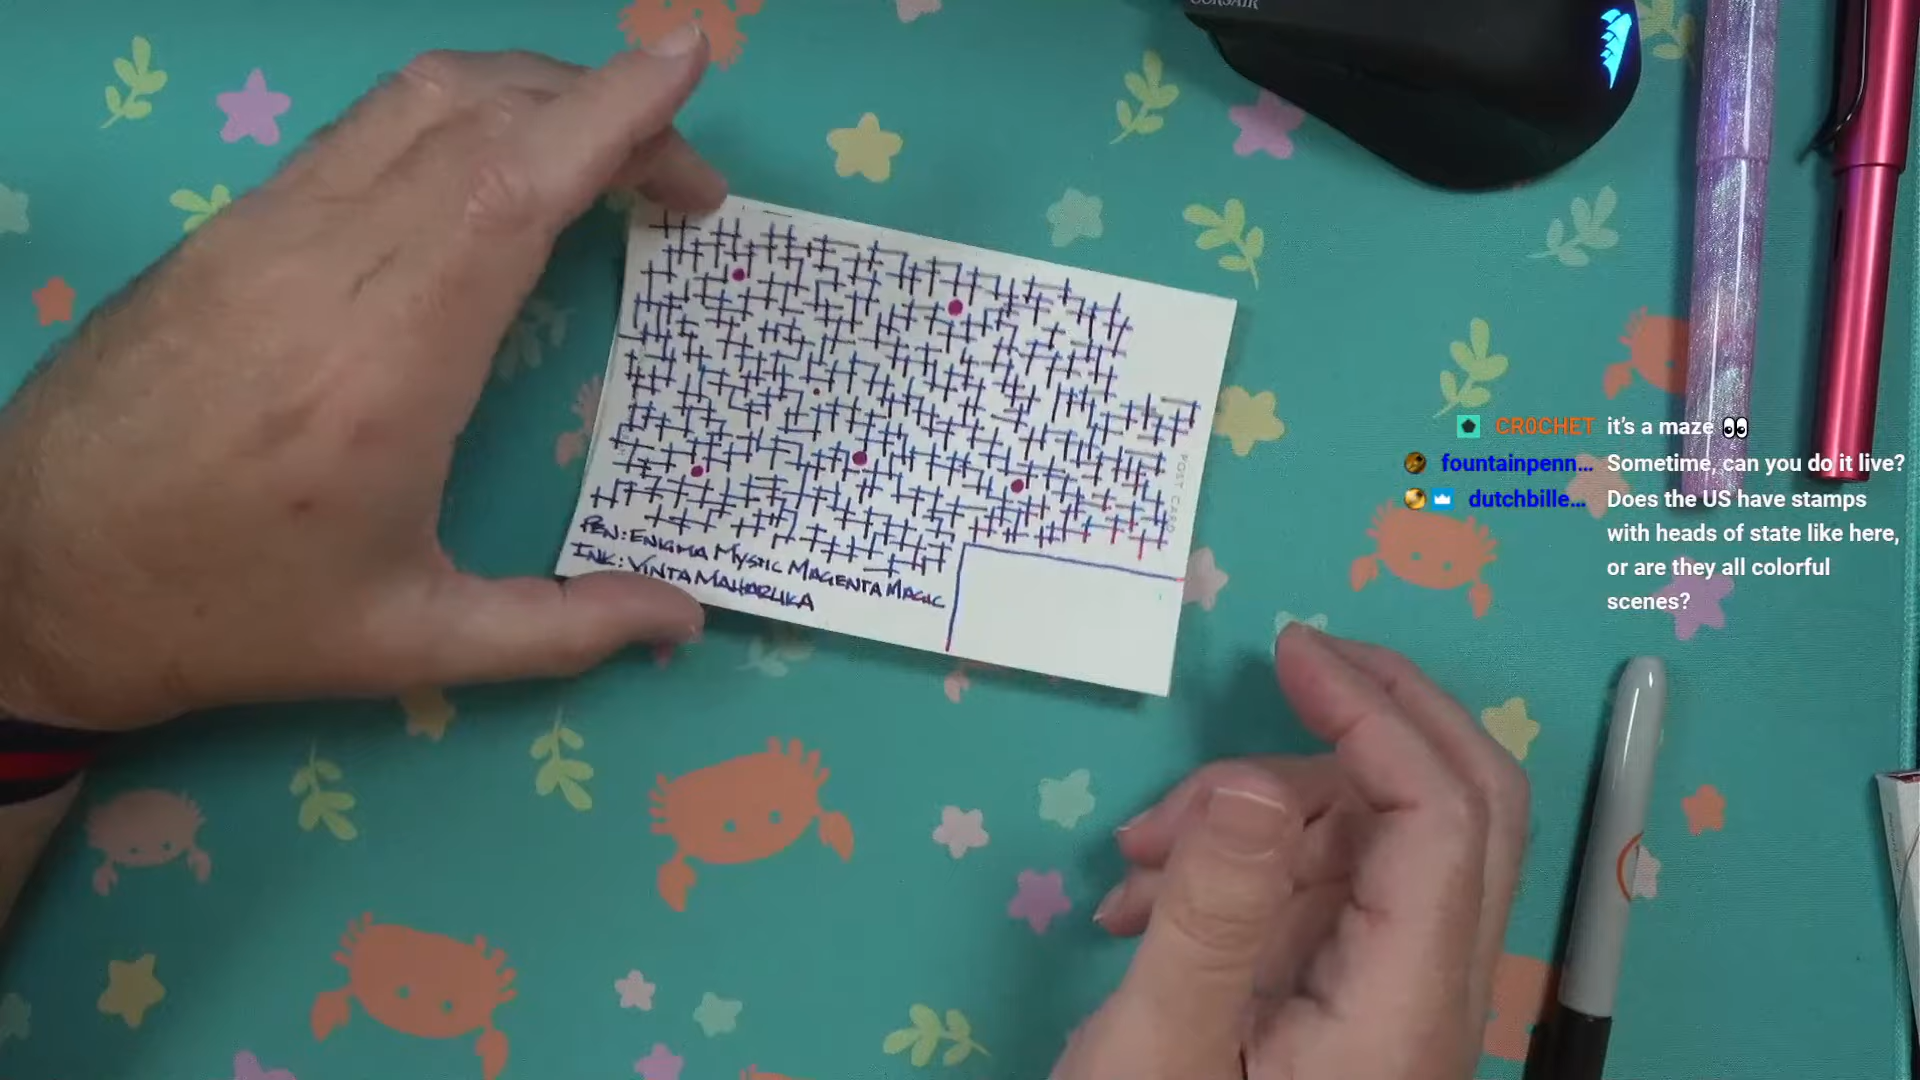 CORSAIR
POST CARD
PEN: ENIGMA MYSTIC MAGENTA MAGIC
INK: VINTA MAHARLIKA
CR0CHET it's a maze 👀
fountainpenn... Sometime, can you do it live?
dutchbille... Does the US have stamps
with heads of state like here,
or are they all colorful
scenes?